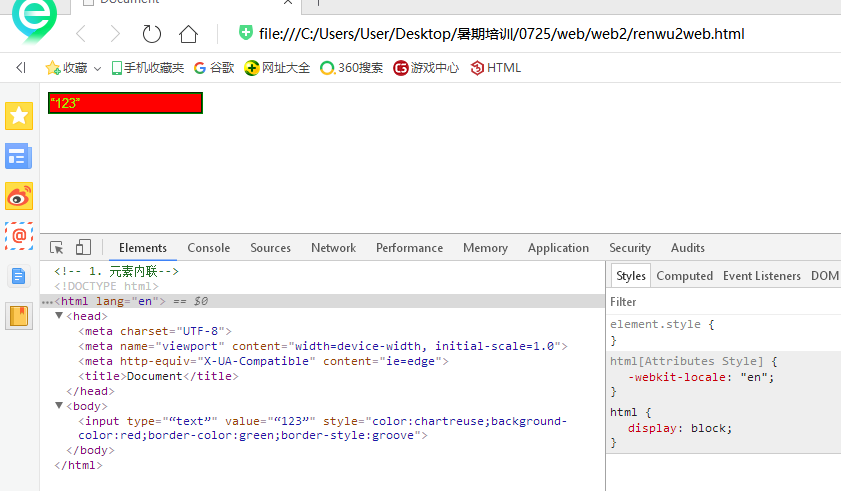 Document ×
file:///C:/Users/User/Desktop/暑期培训/0725/web/web2/renwu2web.html
收藏 手机收藏夹 谷歌 网址大全 360搜索 游戏中心 HTML
“123”
Elements Console Sources Network Performance Memory Application Security Audits
<!-- 1. 元素内联-->
<!DOCTYPE html>
…<html lang="en"> == $0
▼<head>
<meta charset="UTF-8">
<meta name="viewport" content="width=device-width, initial-scale=1.0">
<meta http-equiv="X-UA-Compatible" content="ie=edge">
<title>Document</title>
</head>
▼<body>
<input type="“text”" value="“123”" style="color:chartreuse;background-
color:red;border-color:green;border-style:groove">
</body>
</html>
Styles Computed Event Listeners DOM
Filter
element.style {
}
html[Attributes Style] {
-webkit-locale: "en";
}
html {
display: block;
}